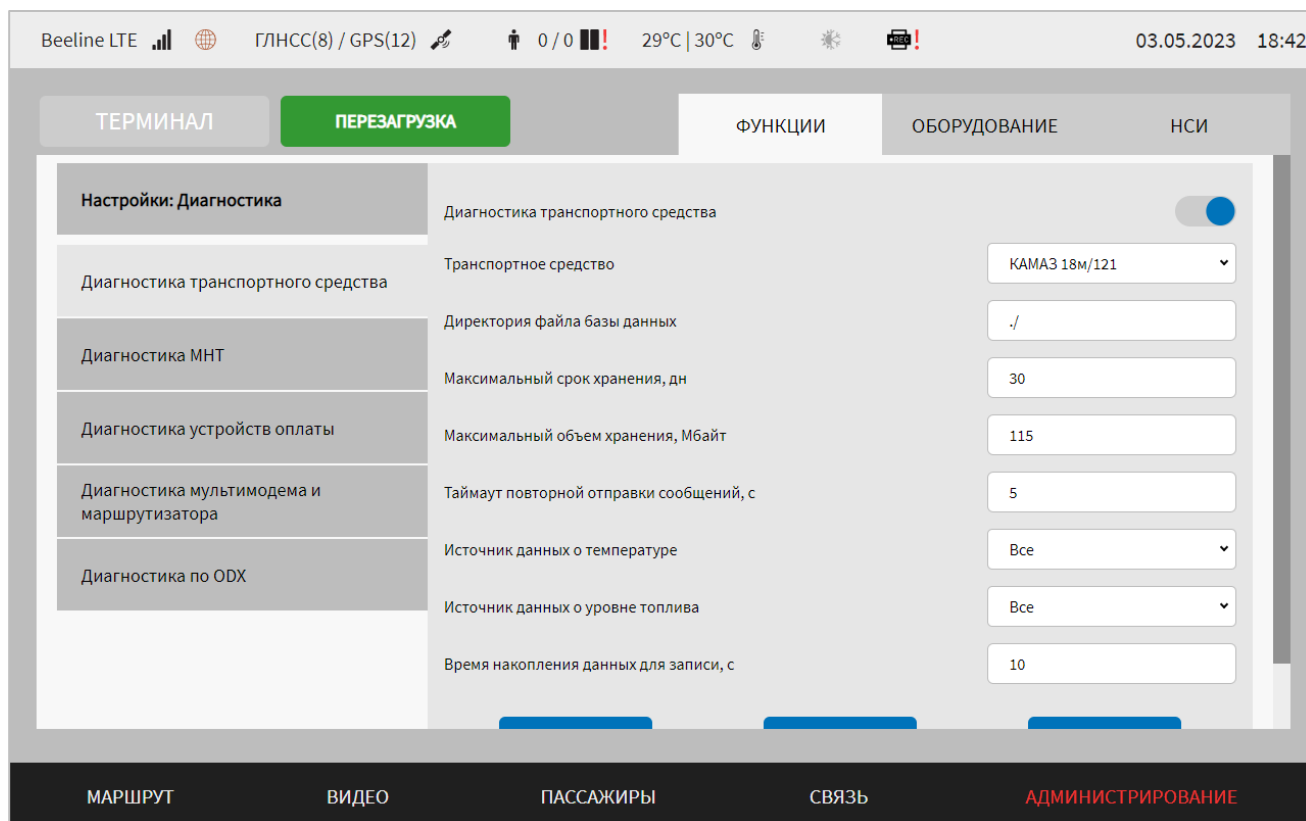 Beeline LTE ГЛНСС(8) / GPS(12) 0 / 0 ! 29°C | 30°C REC ! 03.05.2023 18:42
ТЕРМИНАЛ ПЕРЕЗАГРУЗКА ФУНКЦИИ ОБОРУДОВАНИЕ НСИ
Настройки: Диагностика
Диагностика транспортного средства
Диагностика МНТ
Диагностика устройств оплаты
Диагностика мультимодема и
маршрутизатора
Диагностика по ODX
Диагностика транспортного средства
Транспортное средство КАМАЗ 18м/121
Директория файла базы данных ./
Максимальный срок хранения, дн 30
Максимальный объем хранения, Мбайт 115
Таймаут повторной отправки сообщений, с 5
Источник данных о температуре Все
Источник данных о уровне топлива Все
Время накопления данных для записи, с 10
МАРШРУТ ВИДЕО ПАССАЖИРЫ СВЯЗЬ АДМИНИСТРИРОВАНИЕ